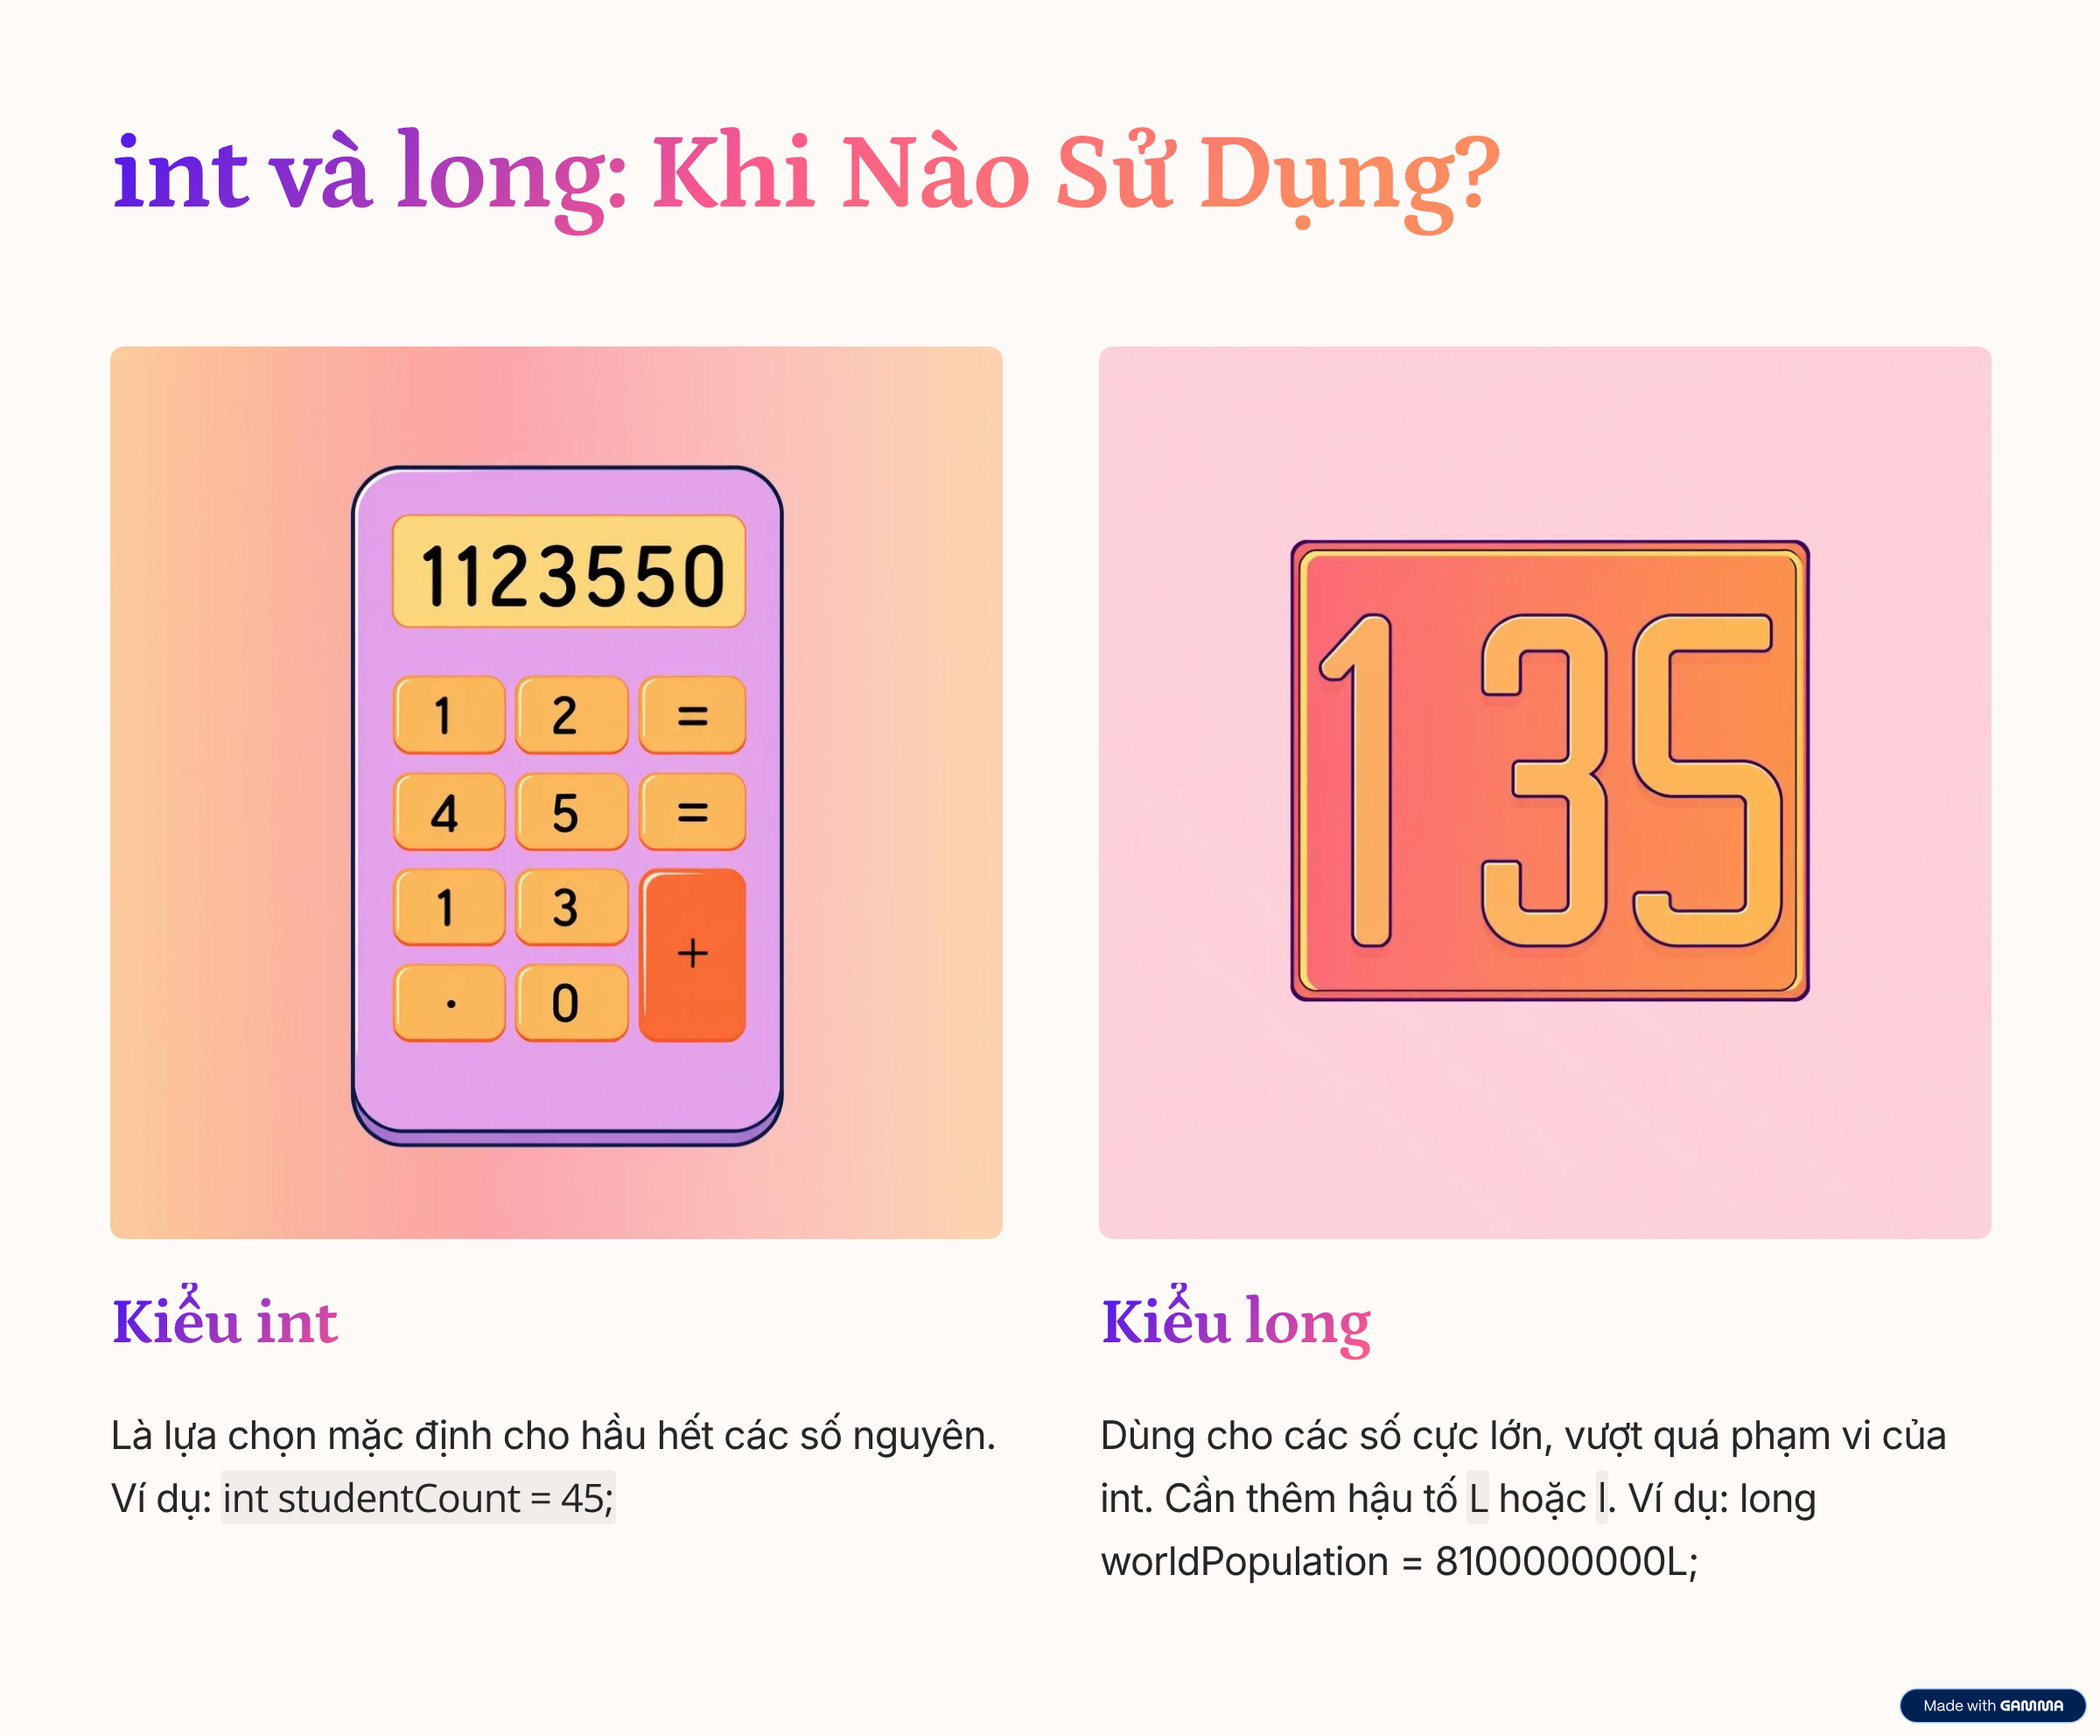 int và long: Khi Nào Sử Dụng?
1123550
1 2 =
4 5 =
1 3 +
. 0
1 35
Kiểu int
Là lựa chọn mặc định cho hầu hết các số nguyên.
Ví dụ: int studentCount = 45;
Kiểu long
Dùng cho các số cực lớn, vượt quá phạm vi của
int. Cần thêm hậu tố L hoặc l. Ví dụ: long
worldPopulation = 8100000000L;
Made with GAMMA